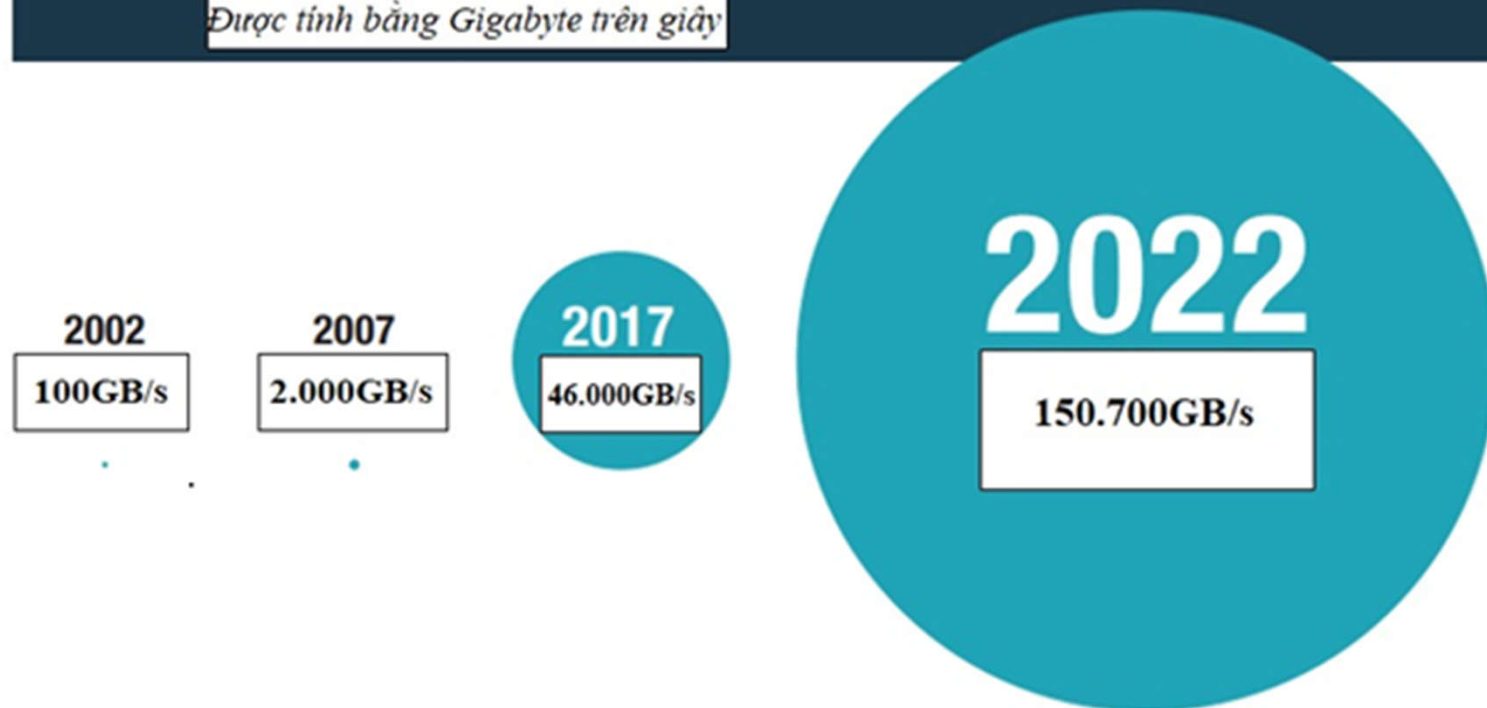 Được tính bằng Gigabyte trên giây
2002
100GB/s
2007
2.000GB/s
2017
46.000GB/s
2022
150.700GB/s